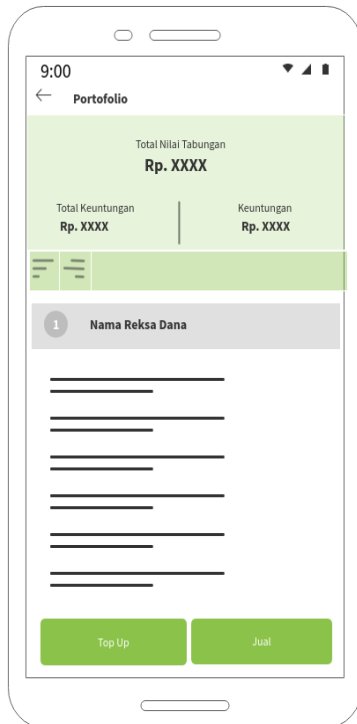 9:00
Portofolio
Total Nilai Tabungan
Rp. XXXX
Total Keuntungan
Keuntungan
Rp. XXXX
Rp. XXXX
1
Nama Reksa Dana
Top Up
Jual